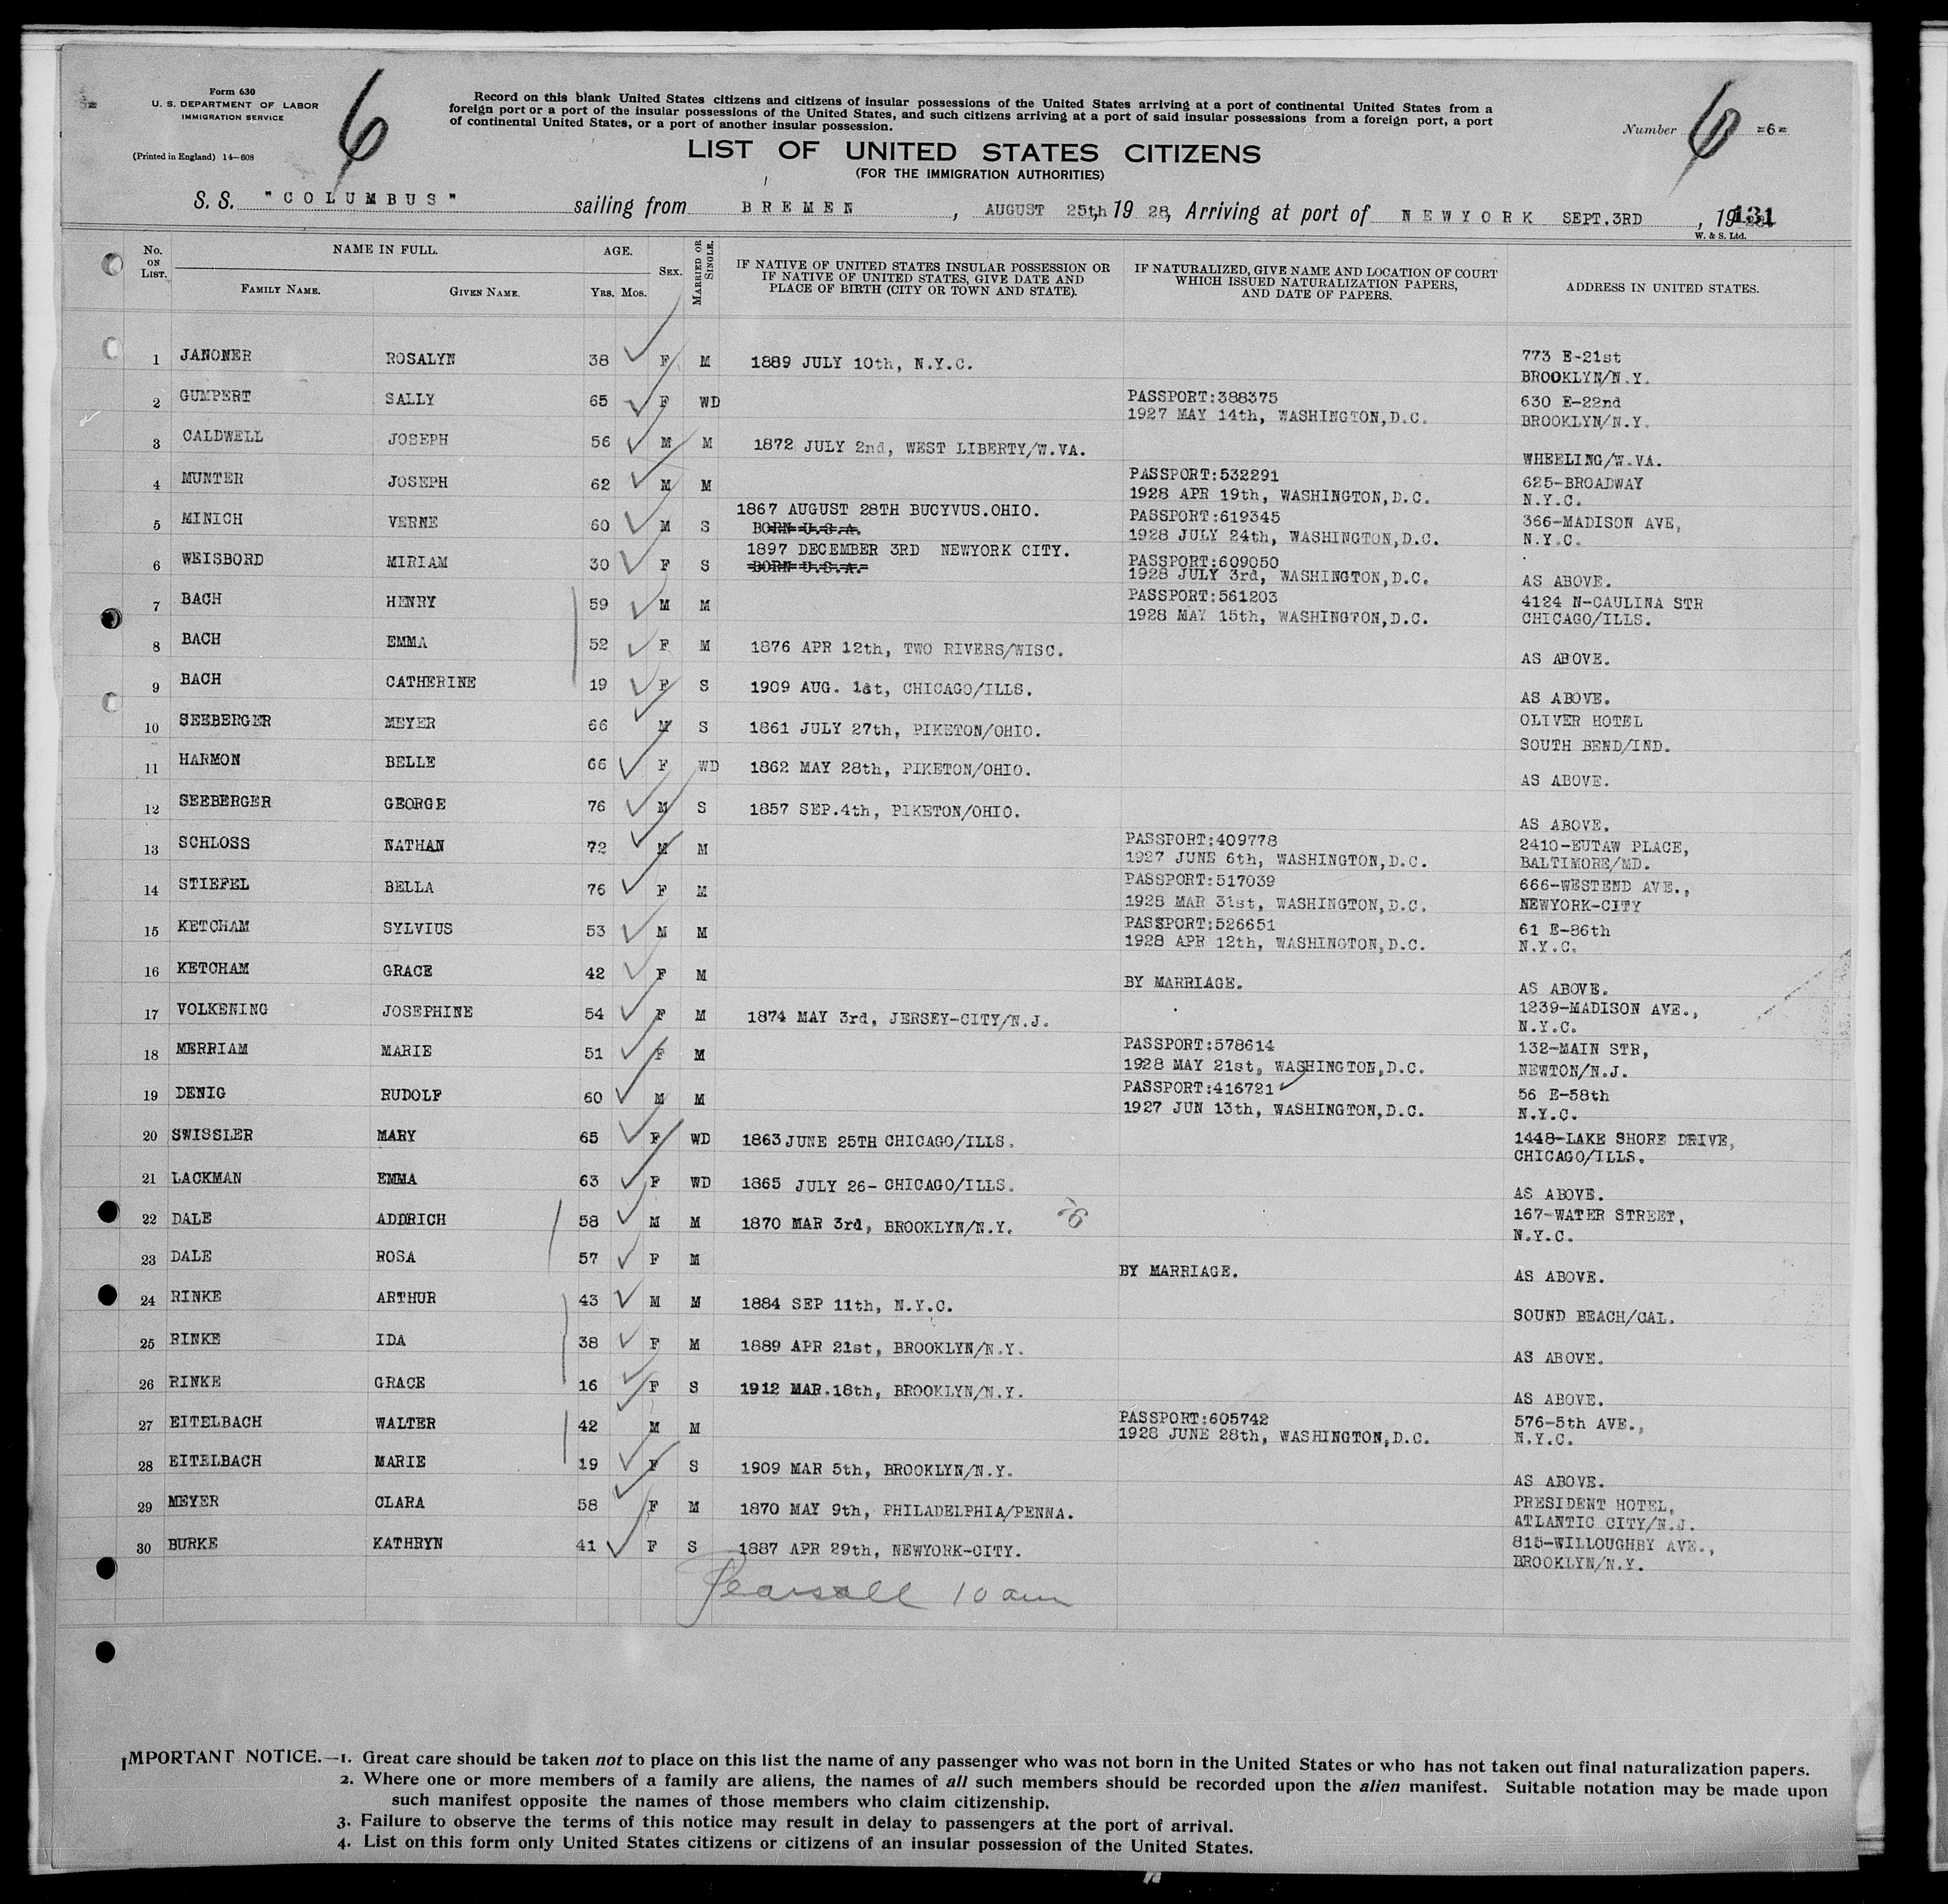 Form 630
U. S. DEPARTMENT OF LABOR
IMMIGRATION SERVICE
(Printed in England) 14—608
6
Record on this blank United States citizens and citizens of insular possessions of the United States arriving at a port of continental United States from a
foreign port or a port of the insular possessions of the United States, and such citizens arriving at a port of said insular possessions from a foreign port, a port
of continental United States, or a port of another insular possession.
Number 6 =6=
LIST OF UNITED STATES CITIZENS
(FOR THE IMMIGRATION AUTHORITIES)
S. S. "COLUMBUS" sailing from BREMEN, AUGUST 25th 19 28, Arriving at port of NEWYORK SEPT.3RD, 19 131
W. & S. Ltd.
No. ON LIST. NAME IN FULL. FAMILY NAME. GIVEN NAME. AGE. YRS. MOS. SEX. MARRIED OR SINGLE. IF NATIVE OF UNITED STATES INSULAR POSSESSION OR IF NATIVE OF UNITED STATES, GIVE DATE AND PLACE OF BIRTH (CITY OR TOWN AND STATE). IF NATURALIZED, GIVE NAME AND LOCATION OF COURT WHICH ISSUED NATURALIZATION PAPERS, AND DATE OF PAPERS. ADDRESS IN UNITED STATES.
1 JANONER ROSALYN 38 F M 1889 JULY 10th, N.Y.C. 773 E-21st
BROOKLYN/N.Y.
2 GUMPERT SALLY 65 F WD PASSPORT:388375 630 E-22nd
1927 MAY 14th, WASHINGTON,D.C. BROOKLYN/N.Y.
3 CALDWELL JOSEPH 56 M M 1872 JULY 2nd, WEST LIBERTY/W.VA.
WHEELING/W.VA.
4 MUNTER JOSEPH 62 M M PASSPORT:532291 625-BROADWAY
1928 APR 19th, WASHINGTON,D.C. N.Y.C.
1867 AUGUST 28TH BUCYVUS.OHIO.
5 MINICH VERNE 60 M S BORN U.S.A. PASSPORT:619345 366-MADISON AVE,
1928 JULY 24th, WASHINGTON,D.C. N.Y.C.
1897 DECEMBER 3RD NEWYORK CITY.
6 WEISBORD MIRIAM 30 F S BORN U.S.A. PASSPORT:609050
1928 JULY 3rd, WASHINGTON,D.C. AS ABOVE.
7 BACH HENRY 59 M M PASSPORT:561203 4124 N-CAULINA STR
1928 MAY 15th, WASHINGTON,D.C. CHICAGO/ILLS.
8 BACH EMMA 52 F M 1876 APR 12th, TWO RIVERS/WISC. AS ABOVE.
9 BACH CATHERINE 19 F S 1909 AUG. 1st, CHICAGO/ILLS. AS ABOVE.
10 SEEBERGER MEYER 66 M S 1861 JULY 27th, PIKETON/OHIO. OLIVER HOTEL
SOUTH BEND/IND.
11 HARMON BELLE 66 F WD 1862 MAY 28th, PIKETON/OHIO. AS ABOVE.
12 SEEBERGER GEORGE 76 M S 1857 SEP.4th, PIKETON/OHIO. AS ABOVE.
13 SCHLOSS NATHAN 72 M M PASSPORT:409778 2410-EUTAW PLACE,
1927 JUNE 6th, WASHINGTON,D.C. BALTIMORE/MD.
14 STIEFEL BELLA 76 F M PASSPORT:517039 666-WESTEND AVE.,
1928 MAR 31st, WASHINGTON,D.C. NEWYORK-CITY
15 KETCHAM SYLVIUS 53 M M PASSPORT:526651 61 E-86th
1928 APR 12th, WASHINGTON,D.C. N.Y.C.
16 KETCHAM GRACE 42 F M BY MARRIAGE. AS ABOVE.
17 VOLKENING JOSEPHINE 54 F M 1874 MAY 3rd, JERSEY-CITY/N.J. 1239-MADISON AVE.,
N.Y.C.
18 MERRIAM MARIE 51 F M PASSPORT:578614 132-MAIN STR,
1928 MAY 21st, WASHINGTON,D.C. NEWTON/N.J.
19 DENIG RUDOLF 60 M M PASSPORT:416721 56 E-58th
1927 JUN 13th, WASHINGTON,D.C. N.Y.C.
20 SWISSLER MARY 65 F WD 1863 JUNE 25TH CHICAGO/ILLS. 1448-LAKE SHORE DRIVE,
CHICAGO/ILLS.
21 LACKMAN EMMA 63 F WD 1865 JULY 26- CHICAGO/ILLS. AS ABOVE.
22 DALE ADDRICH 58 M M 1870 MAR 3rd, BROOKLYN/N.Y. 167-WATER STREET,
N.Y.C.
23 DALE ROSA 57 F M BY MARRIAGE. AS ABOVE.
24 RINKE ARTHUR 43 M M 1884 SEP 11th, N.Y.C. SOUND BEACH/CAL.
25 RINKE IDA 38 F M 1889 APR 21st, BROOKLYN/N.Y. AS ABOVE.
26 RINKE GRACE 16 F S 1912 MAR.18th, BROOKLYN/N.Y. AS ABOVE.
27 EITELBACH WALTER 42 M M PASSPORT:605742 576-5th AVE.,
1928 JUNE 28th, WASHINGTON,D.C. N.Y.C.
28 EITELBACH MARIE 19 F S 1909 MAR 5th, BROOKLYN/N.Y. AS ABOVE.
29 MEYER CLARA 58 F M 1870 MAY 9th, PHILADELPHIA/PENNA. PRESIDENT HOTEL,
ATLANTIC CITY/N.J.
30 BURKE KATHRYN 41 F S 1887 APR 29th, NEWYORK-CITY. 815-WILLOUGHBY AVE.,
BROOKLYN/N.Y.
Pearsall 10 am
IMPORTANT NOTICE.—1. Great care should be taken not to place on this list the name of any passenger who was not born in the United States or who has not taken out final naturalization papers.
2. Where one or more members of a family are aliens, the names of all such members should be recorded upon the alien manifest. Suitable notation may be made upon
such manifest opposite the names of those members who claim citizenship.
3. Failure to observe the terms of this notice may result in delay to passengers at the port of arrival.
4. List on this form only United States citizens or citizens of an insular possession of the United States.